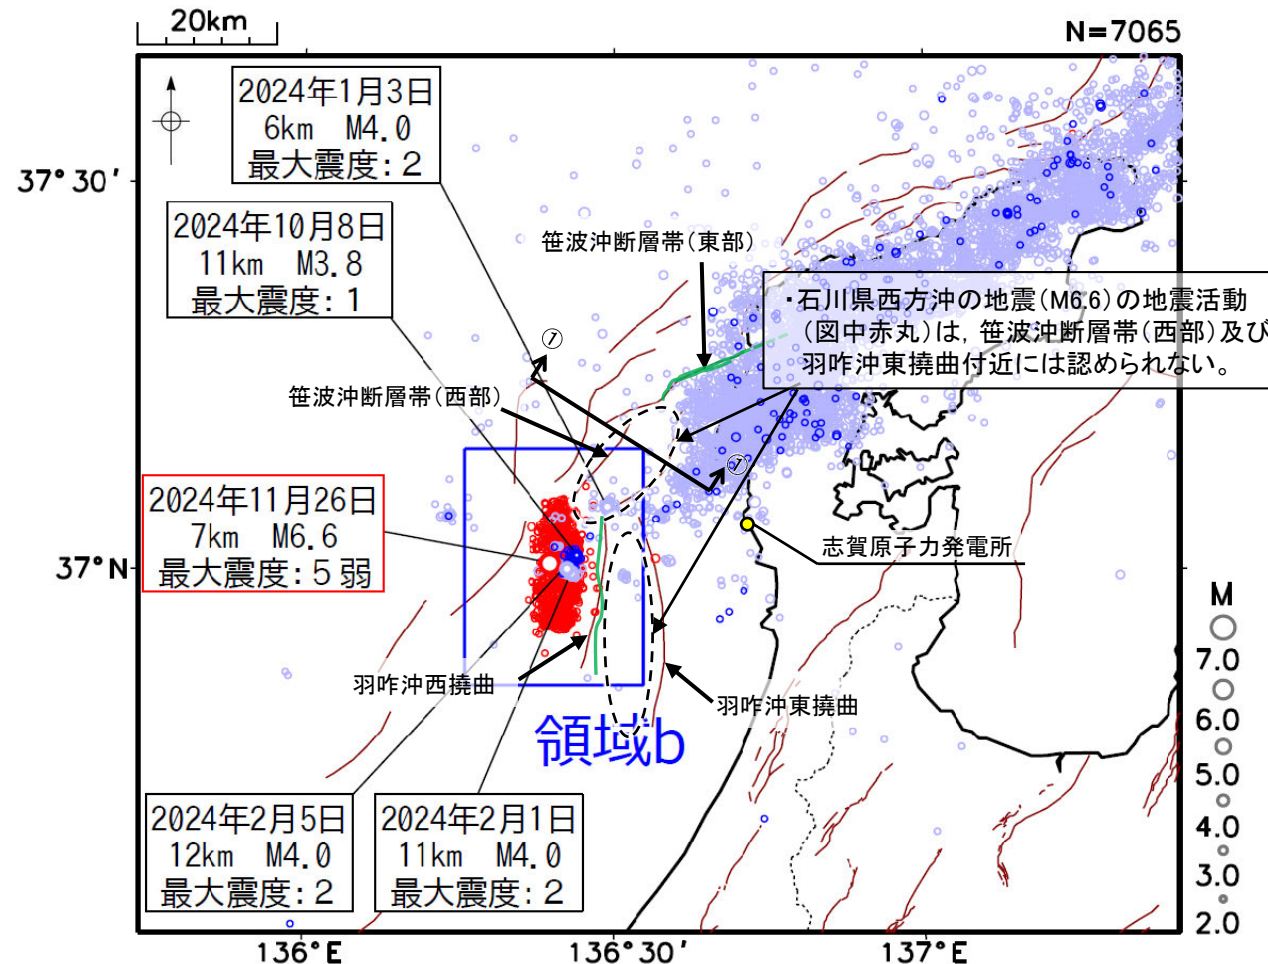 20km
N=7065
2024年1月3日
6km M4.0
最大震度:2
37°30′
2024年10月8日
11km M3.8
最大震度:1
笹波沖断層帯(東部)
・石川県西方沖の地震(M6.6)の地震活動
(図中赤丸)は,笹波沖断層帯(西部)及び
羽咋沖東撓曲付近には認められない。
①
笹波沖断層帯(西部)
①
2024年11月26日
7km M6.6
最大震度:5弱
37°N
志賀原子力発電所
羽咋沖西撓曲
羽咋沖東撓曲
領域b
2024年2月5日
12km M4.0
最大震度:2
2024年2月1日
11km M4.0
最大震度:2
M
7.0
6.0
5.0
4.0
3.0
2.0
136°E
136°30′
137°E